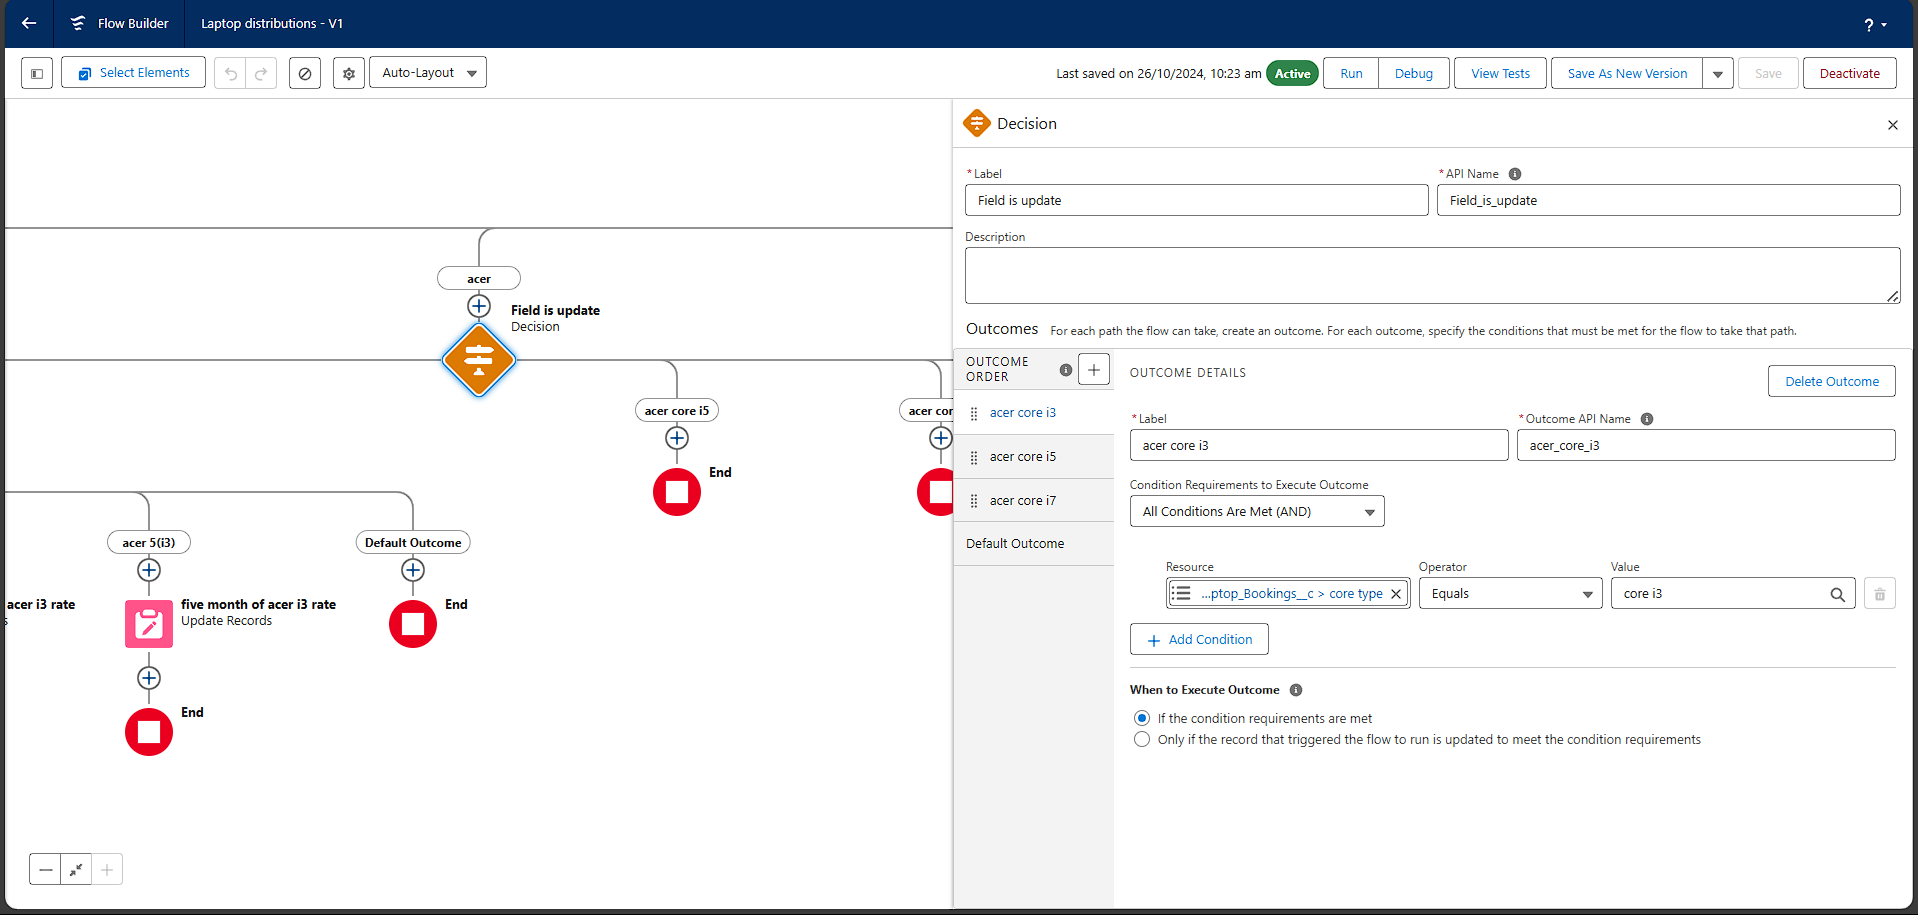 Flow Builder
Laptop distributions - V1
?
Select Elements
Auto-Layout
Last saved on 26/10/2024, 10:23 am
Active
Run
Debug
View Tests
Save As New Version
Save
Deactivate
acer
Field is update
Decision
acer core i5
End
acer cor
acer 5(i3)
Default Outcome
acer i3 rate
five month of acer i3 rate
Update Records
End
End
Decision
* Label
* API Name
Field is update
Field_is_update
Description
Outcomes
For each path the flow can take, create an outcome. For each outcome, specify the conditions that must be met for the flow to take that path.
OUTCOME
ORDER
acer core i3
acer core i5
acer core i7
Default Outcome
OUTCOME DETAILS
Delete Outcome
* Label
* Outcome API Name
acer core i3
acer_core_i3
Condition Requirements to Execute Outcome
All Conditions Are Met (AND)
Resource
Operator
Value
...ptop_Bookings__c > core type
Equals
core i3
Add Condition
When to Execute Outcome
If the condition requirements are met
Only if the record that triggered the flow to run is updated to meet the condition requirements